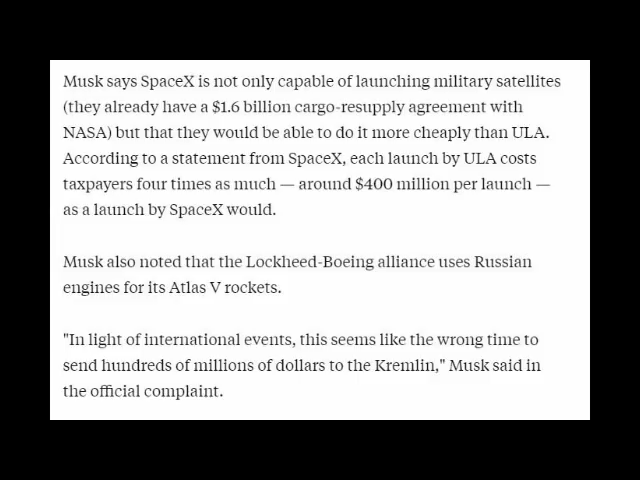 Musk says SpaceX is not only capable of launching military satellites
(they already have a $1.6 billion cargo-resupply agreement with
NASA) but that they would be able to do it more cheaply than ULA.
According to a statement from SpaceX, each launch by ULA costs
taxpayers four times as much — around $400 million per launch —
as a launch by SpaceX would.
Musk also noted that the Lockheed-Boeing alliance uses Russian
engines for its Atlas V rockets.
"In light of international events, this seems like the wrong time to
send hundreds of millions of dollars to the Kremlin," Musk said in
the official complaint.